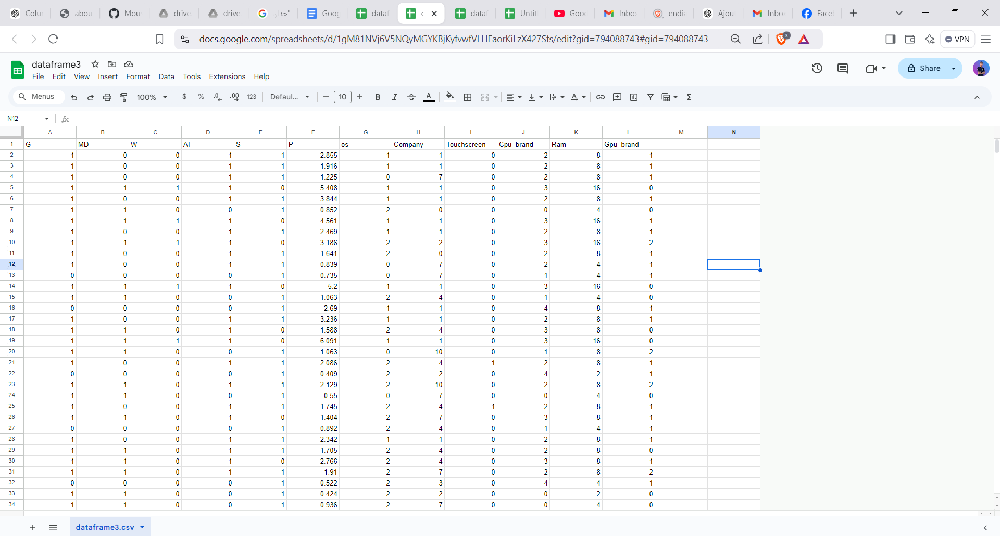 Colu
abou
Mous
drive
drive
جداو"
Goog
dataf
c
dataf
Untit
Gooc
Inbo
endia
Ajout
Inbo
Face
docs.google.com/spreadsheets/d/1gM81NVj6V5NQyMGYKBjKyfvwfVLHEaorKiLzX427Sfs/edit?gid=794088743#gid=794088743
3
VPN
dataframe3
File Edit View Insert Format Data Tools Extensions Help
Share
Menus 100% $ % .0 .00 123 Defaul... 10 B I A Σ
N12 fx
A B C D E F G H I J K L M N
1 G MD W AI S P os Company Touchscreen Cpu_brand Ram Gpu_brand
2 1 0 0 1 1 2.855 1 1 0 2 8 1
3 1 0 0 1 1 1.916 1 1 0 2 8 1
4 1 0 0 1 1 1.225 0 7 0 2 8 1
5 1 1 1 1 0 5.408 1 1 0 3 16 0
6 1 0 0 1 1 3.844 1 1 0 2 8 1
7 1 1 0 0 1 0.852 2 0 0 0 4 0
8 1 1 1 1 0 4.561 1 1 0 3 16 1
9 1 0 0 1 1 2.469 1 1 0 2 8 1
10 1 1 1 1 0 3.186 2 2 0 3 16 2
11 1 0 0 1 1 1.641 2 0 0 2 8 1
12 1 0 0 1 1 0.839 0 7 0 2 4 1
13 0 0 0 0 1 0.735 0 7 0 1 4 1
14 1 1 1 1 0 5.2 1 1 0 3 16 0
15 1 1 0 0 1 1.063 2 4 0 1 4 0
16 0 0 0 0 1 2.69 1 1 0 4 8 1
17 1 0 0 1 1 3.236 1 1 0 2 8 1
18 1 1 0 1 0 1.588 2 4 0 3 8 0
19 1 1 1 1 0 6.091 1 1 0 3 16 0
20 1 1 0 0 1 1.063 0 10 0 1 8 2
21 1 0 0 1 1 2.086 2 4 1 2 8 1
22 0 0 0 0 1 0.409 2 2 0 4 2 1
23 1 1 0 1 1 2.129 2 10 0 2 8 2
24 1 1 0 0 1 0.55 0 7 0 0 4 0
25 1 0 0 1 1 1.745 2 4 1 2 8 1
26 1 1 0 1 0 1.404 2 7 0 3 8 1
27 0 0 0 0 1 0.892 2 4 0 1 4 1
28 1 0 0 1 1 2.342 1 1 0 2 8 1
29 1 1 0 1 1 1.705 2 4 0 2 8 0
30 1 1 0 1 0 2.766 2 4 0 3 8 1
31 1 1 0 1 1 1.91 2 7 0 2 8 2
32 0 0 0 0 1 0.522 2 3 0 4 4 1
33 1 1 0 0 1 0.424 2 2 0 0 2 0
34 1 1 0 0 1 0.936 2 7 0 0 4 0
dataframe3.csv